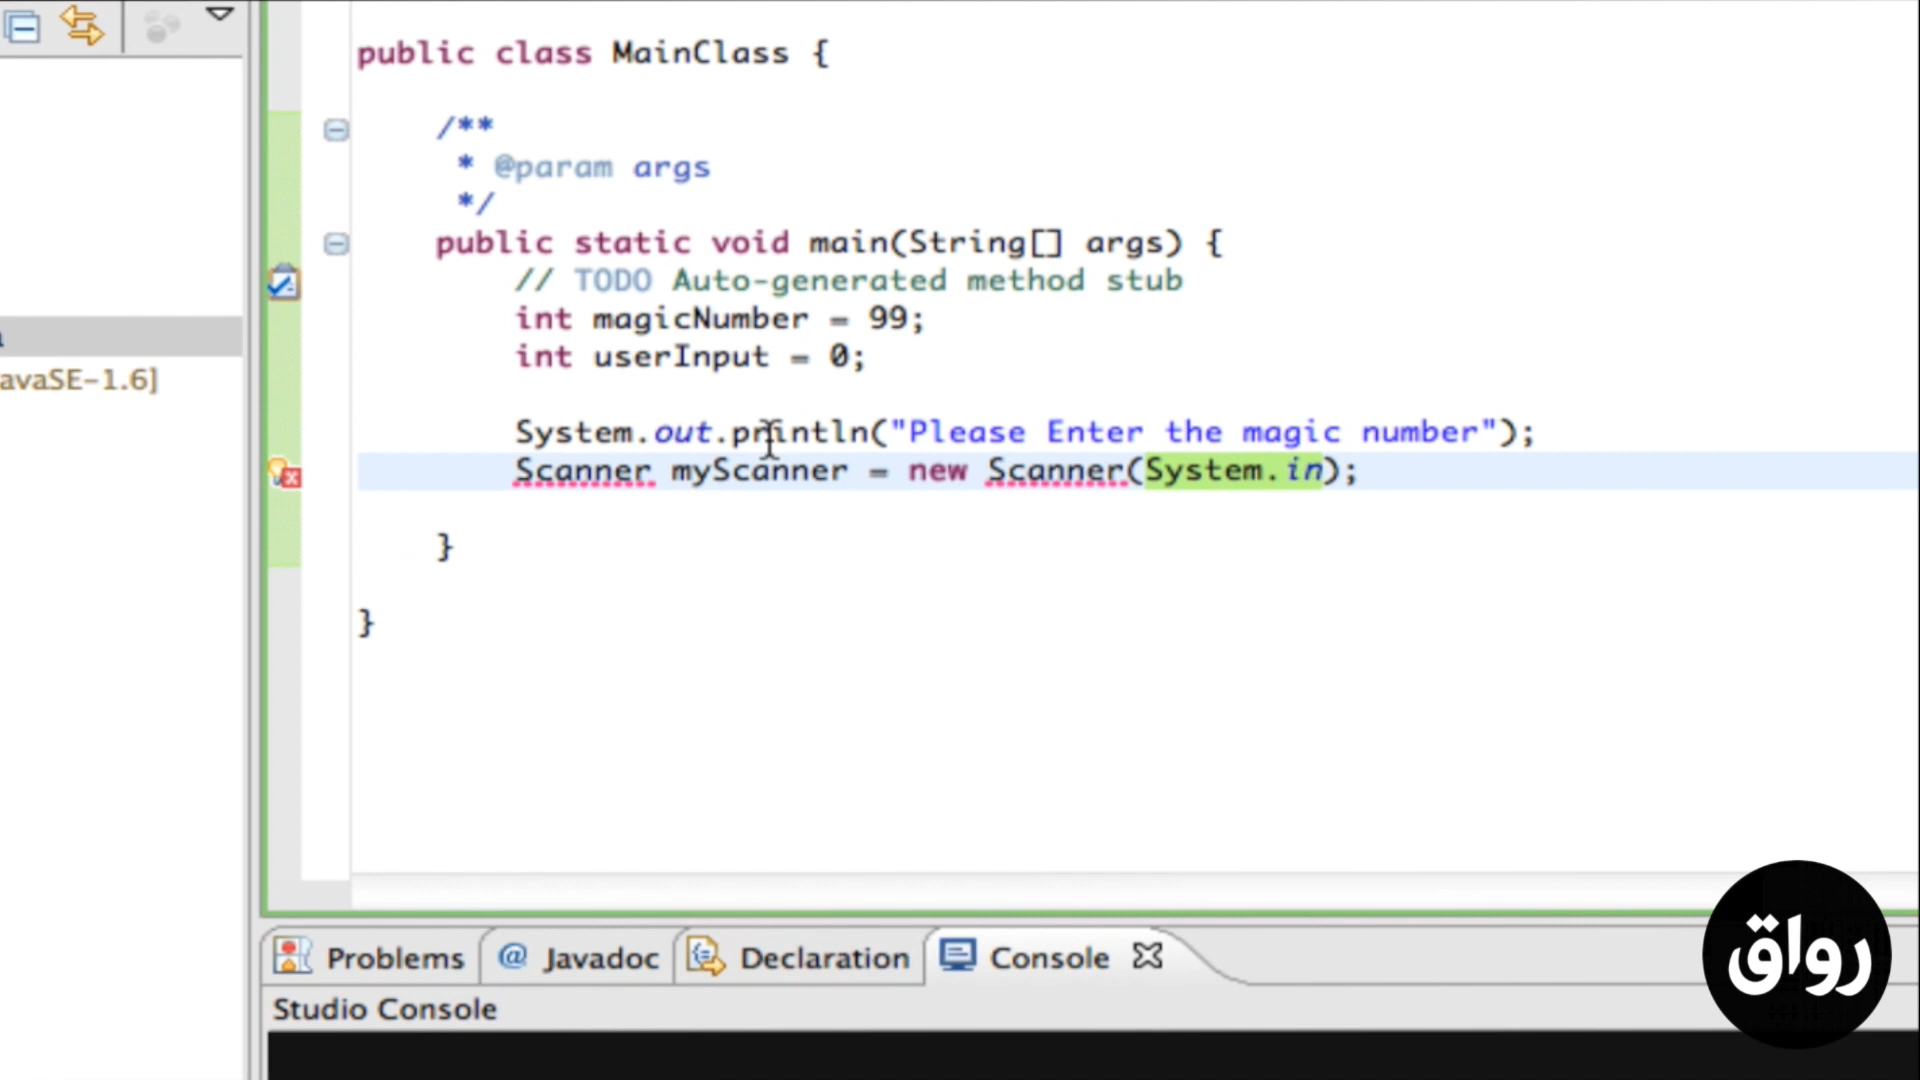 public class MainClass {
/**
* @param args
*/
public static void main(String[] args) {
// TODO Auto-generated method stub
int magicNumber = 99;
int userInput = 0;
System.out.println("Please Enter the magic number");
Scanner myScanner = new Scanner(System.in);
}
}
avaSE-1.6]
Problems
@ Javadoc
Declaration
Console
Studio Console
رواق